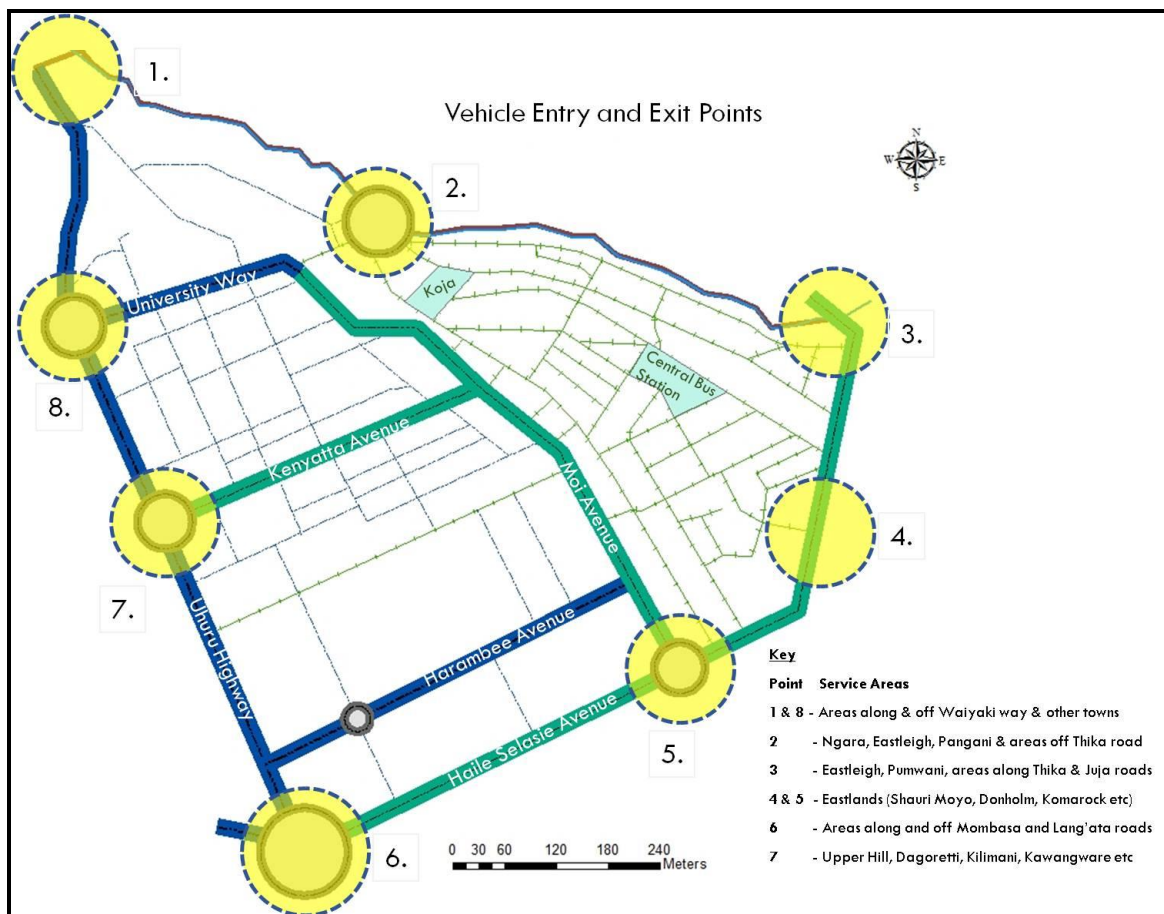 1.
Vehicle Entry and Exit Points
2.
N
W E
S
Koja
University Way
3.
Central Bus
Station
8.
Kenyatta Avenue
Moi Avenue
4.
7.
Uhuru Highway
Harambee Avenue
Haile Selasie Avenue
5.
6.
0 30 60 120 180 240
Meters
Key
Point Service Areas
1 & 8 - Areas along & off Waiyaki way & other towns
2 - Ngara, Eastleigh, Pangani & areas off Thika road
3 - Eastleigh, Pumwani, areas along Thika & Juja roads
4 & 5 - Eastlands (Shauri Moyo, Donholm, Komarock etc)
6 - Areas along and off Mombasa and Lang'ata roads
7 - Upper Hill, Dagoretti, Kilimani, Kawangware etc